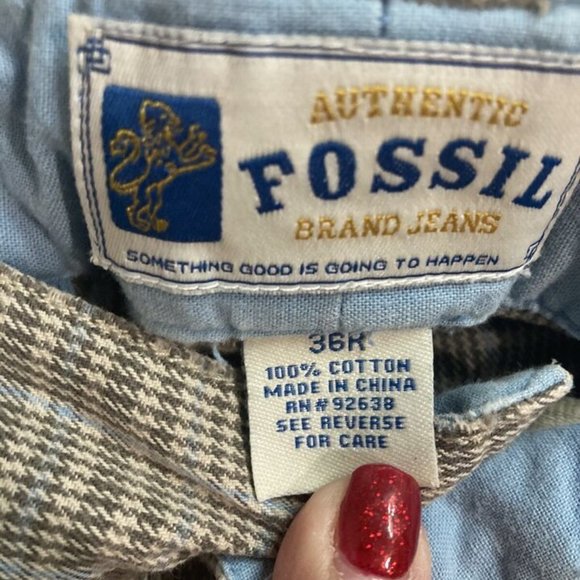 AUTHENTIC
FOSSIL
BRAND JEANS
SOMETHING GOOD IS GOING TO HAPPEN
36R
100% COTTON
MADE IN CHINA
RN#92638
SEE REVERSE
FOR CARE